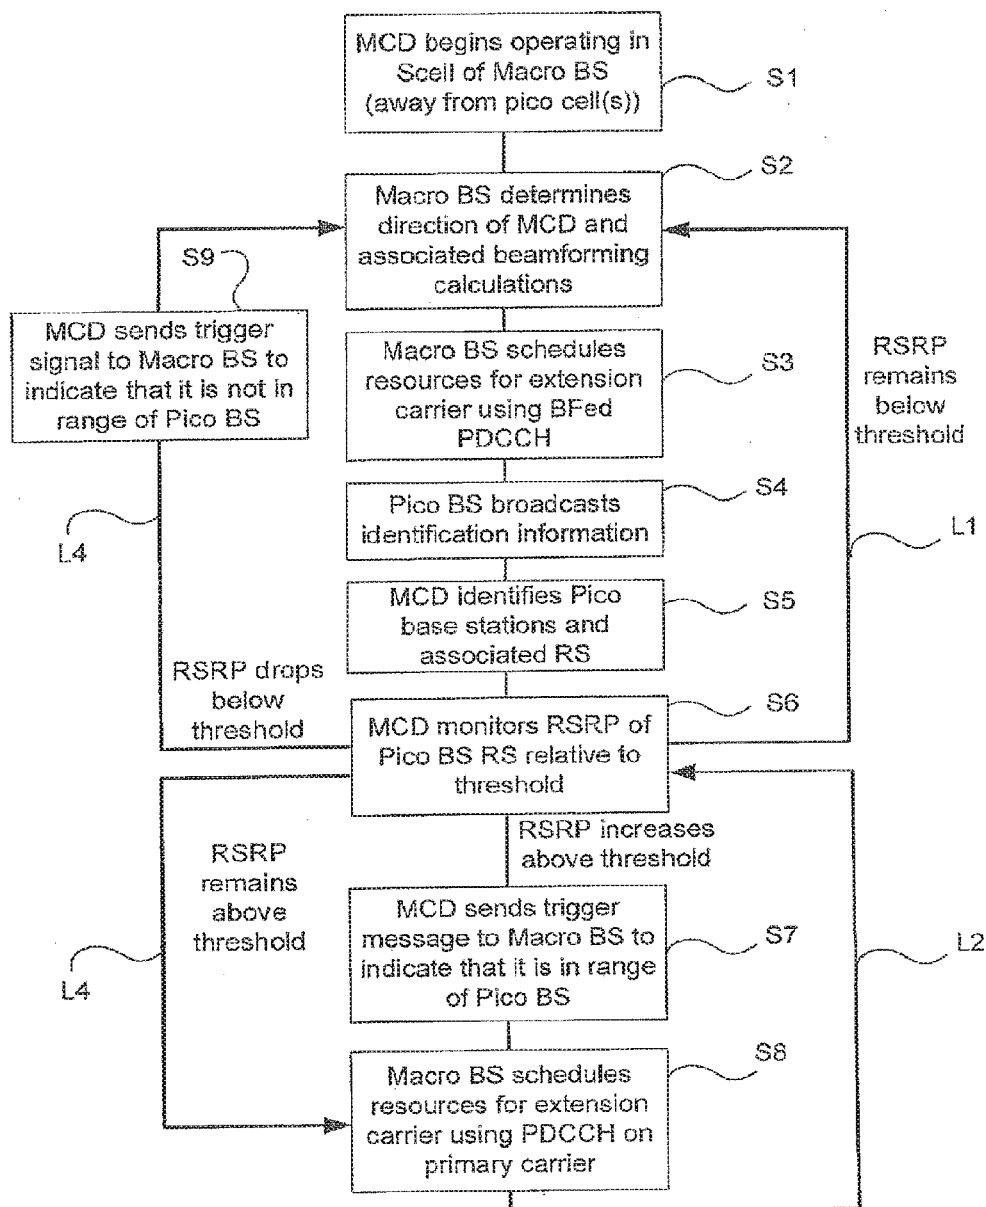 MCD begins operating in
Scell of Macro BS
(away from pico cell(s))
S1
S2
Macro BS determines
direction of MCD and
associated beamforming
calculations
S9
MCD sends trigger
signal to Macro BS to
indicate that it is not in
range of Pico BS
Macro BS schedules
resources for extension
carrier using BFed
PDCCH
S3
RSRP
remains
below
threshold
Pico BS broadcasts
identification information
S4
L4
L1
MCD identifies Pico
base stations and
associated RS
S5
RSRP drops
below
threshold
MCD monitors RSRP of
Pico BS RS relative to
threshold
S6
RSRP increases
above threshold
RSRP
remains
above
threshold
MCD sends trigger
message to Macro BS to
indicate that it is in range
of Pico BS
S7
L2
L4
Macro BS schedules
resources for extension
carrier using PDCCH on
primary carrier
S8